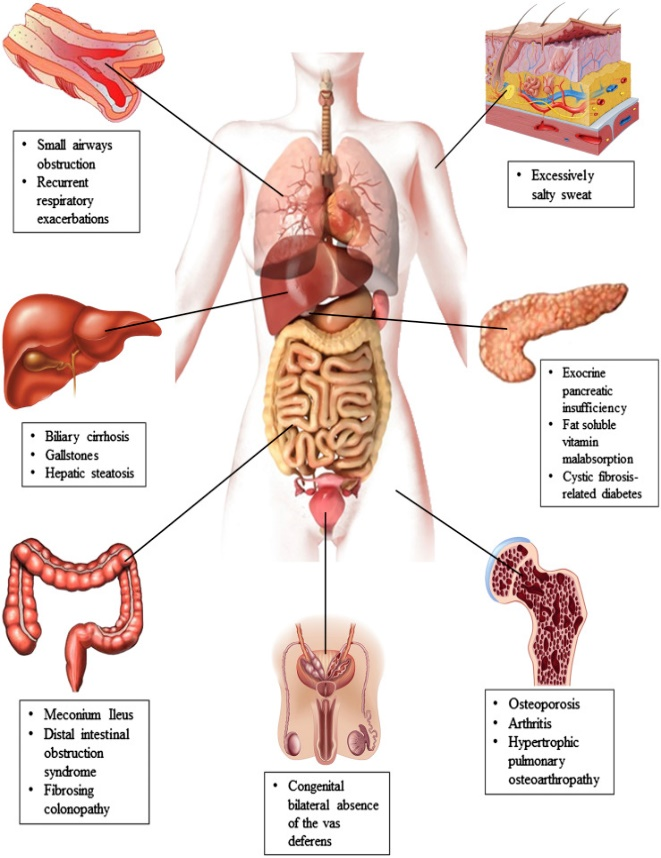 • Small airways
obstruction
• Recurrent
respiratory
exacerbations
• Excessively
salty sweat
• Biliary cirrhosis
• Gallstones
• Hepatic steatosis
• Exocrine
pancreatic
insufficiency
• Fat soluble
vitamin
malabsorption
• Cystic fibrosis-
related diabetes
• Meconium Ileus
• Distal intestinal
obstruction
syndrome
• Fibrosing
colonopathy
• Congenital
bilateral absence
of the vas
deferens
• Osteoporosis
• Arthritis
• Hypertrophic
pulmonary
osteoarthropathy